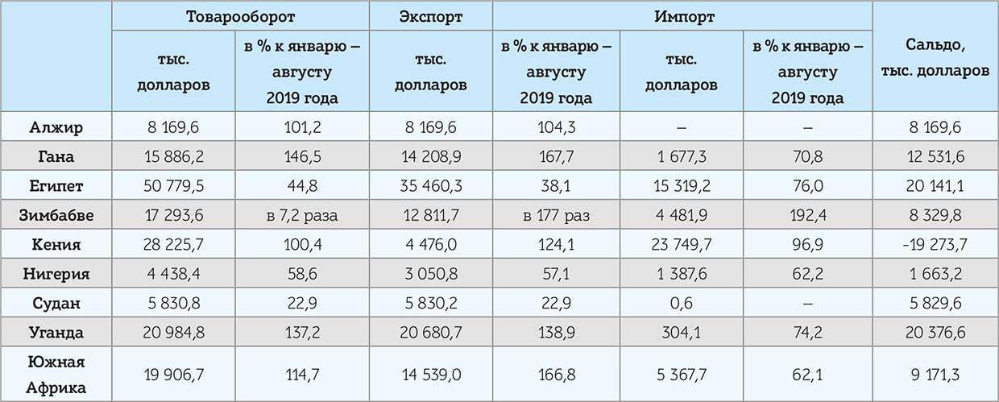 Товарооборот Экспорт Импорт Сальдо, тыс. долларов
тыс. долларов в % к январю – августу 2019 года тыс. долларов в % к январю – августу 2019 года тыс. долларов в % к январю – августу 2019 года
Алжир 8 169,6 101,2 8 169,6 104,3 – – 8 169,6
Гана 15 886,2 146,5 14 208,9 167,7 1 677,3 70,8 12 531,6
Египет 50 779,5 44,8 35 460,3 38,1 15 319,2 76,0 20 141,1
Зимбабве 17 293,6 в 7,2 раза 12 811,7 в 177 раз 4 481,9 192,4 8 329,8
Кения 28 225,7 100,4 4 476,0 124,1 23 749,7 96,9 -19 273,7
Нигерия 4 438,4 58,6 3 050,8 57,1 1 387,6 62,2 1 663,2
Судан 5 830,8 22,9 5 830,2 22,9 0,6 – 5 829,6
Уганда 20 984,8 137,2 20 680,7 138,9 304,1 74,2 20 376,6
Южная Африка 19 906,7 114,7 14 539,0 166,8 5 367,7 62,1 9 171,3